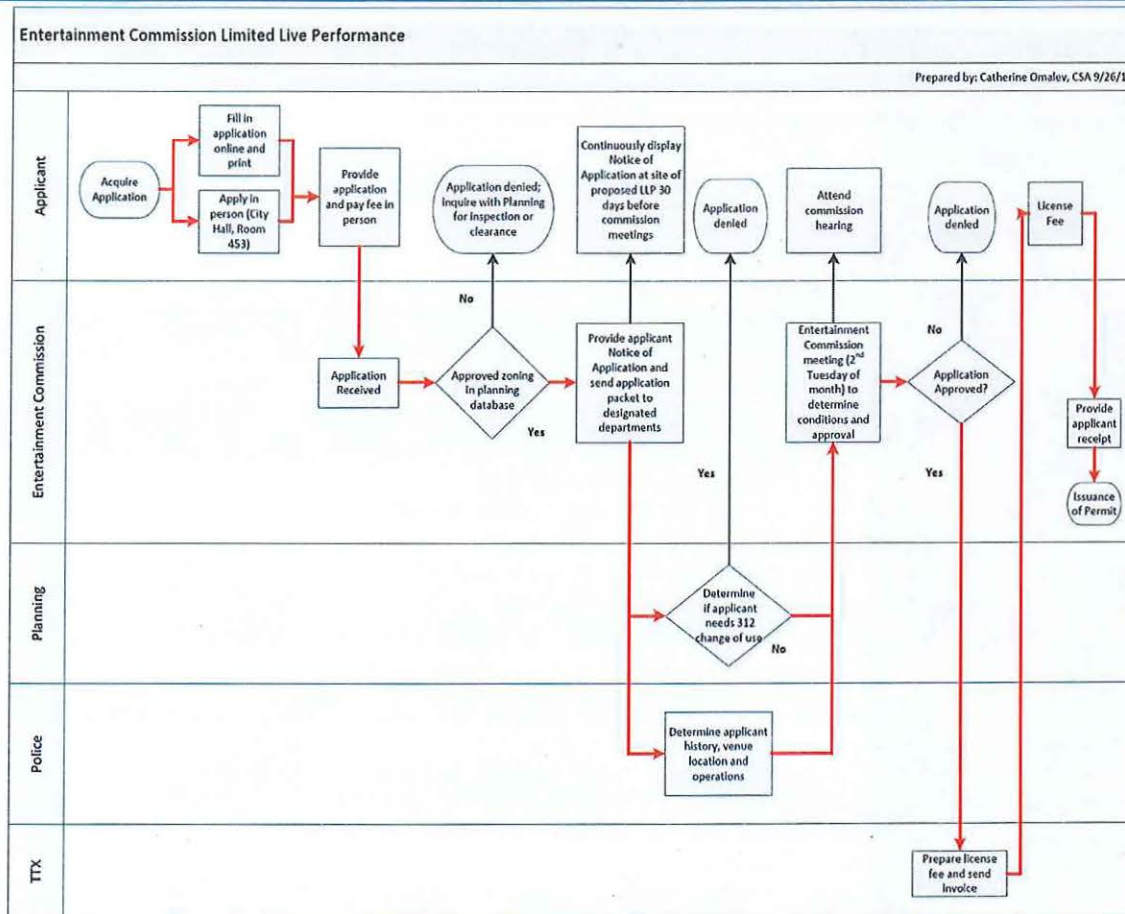 Entertainment Commission Limited Live Performance
Prepared by: Catherine Omalev, CSA 9/26/1
Applicant
Acquire
Application
Fill in
application
online and
print
Apply in
person (City
Hall, Room
453)
Provide
application
and pay fee in
person
Application denied;
inquire with Planning
for inspection or
clearance
Continuously display
Notice of
Application at site of
proposed LLP 30
days before
commission
meetings
Application
denied
Attend
commission
hearing
Application
denied
License
Fee
Entertainment Commission
Application
Received
No
Approved zoning
in planning
database
Yes
Provide applicant
Notice of
Application and
send application
packet to
designated
departments
Yes
Entertainment
Commission
meeting (2nd
Tuesday of
month) to
determine
conditions and
approval
No
Application
Approved?
Yes
Provide
applicant
receipt
Issuance
of Permit
Planning
Determine
if applicant
needs 312
change of use
No
Police
Determine applicant
history, venue
location and
operations
TTX
Prepare license
fee and send
Invoice